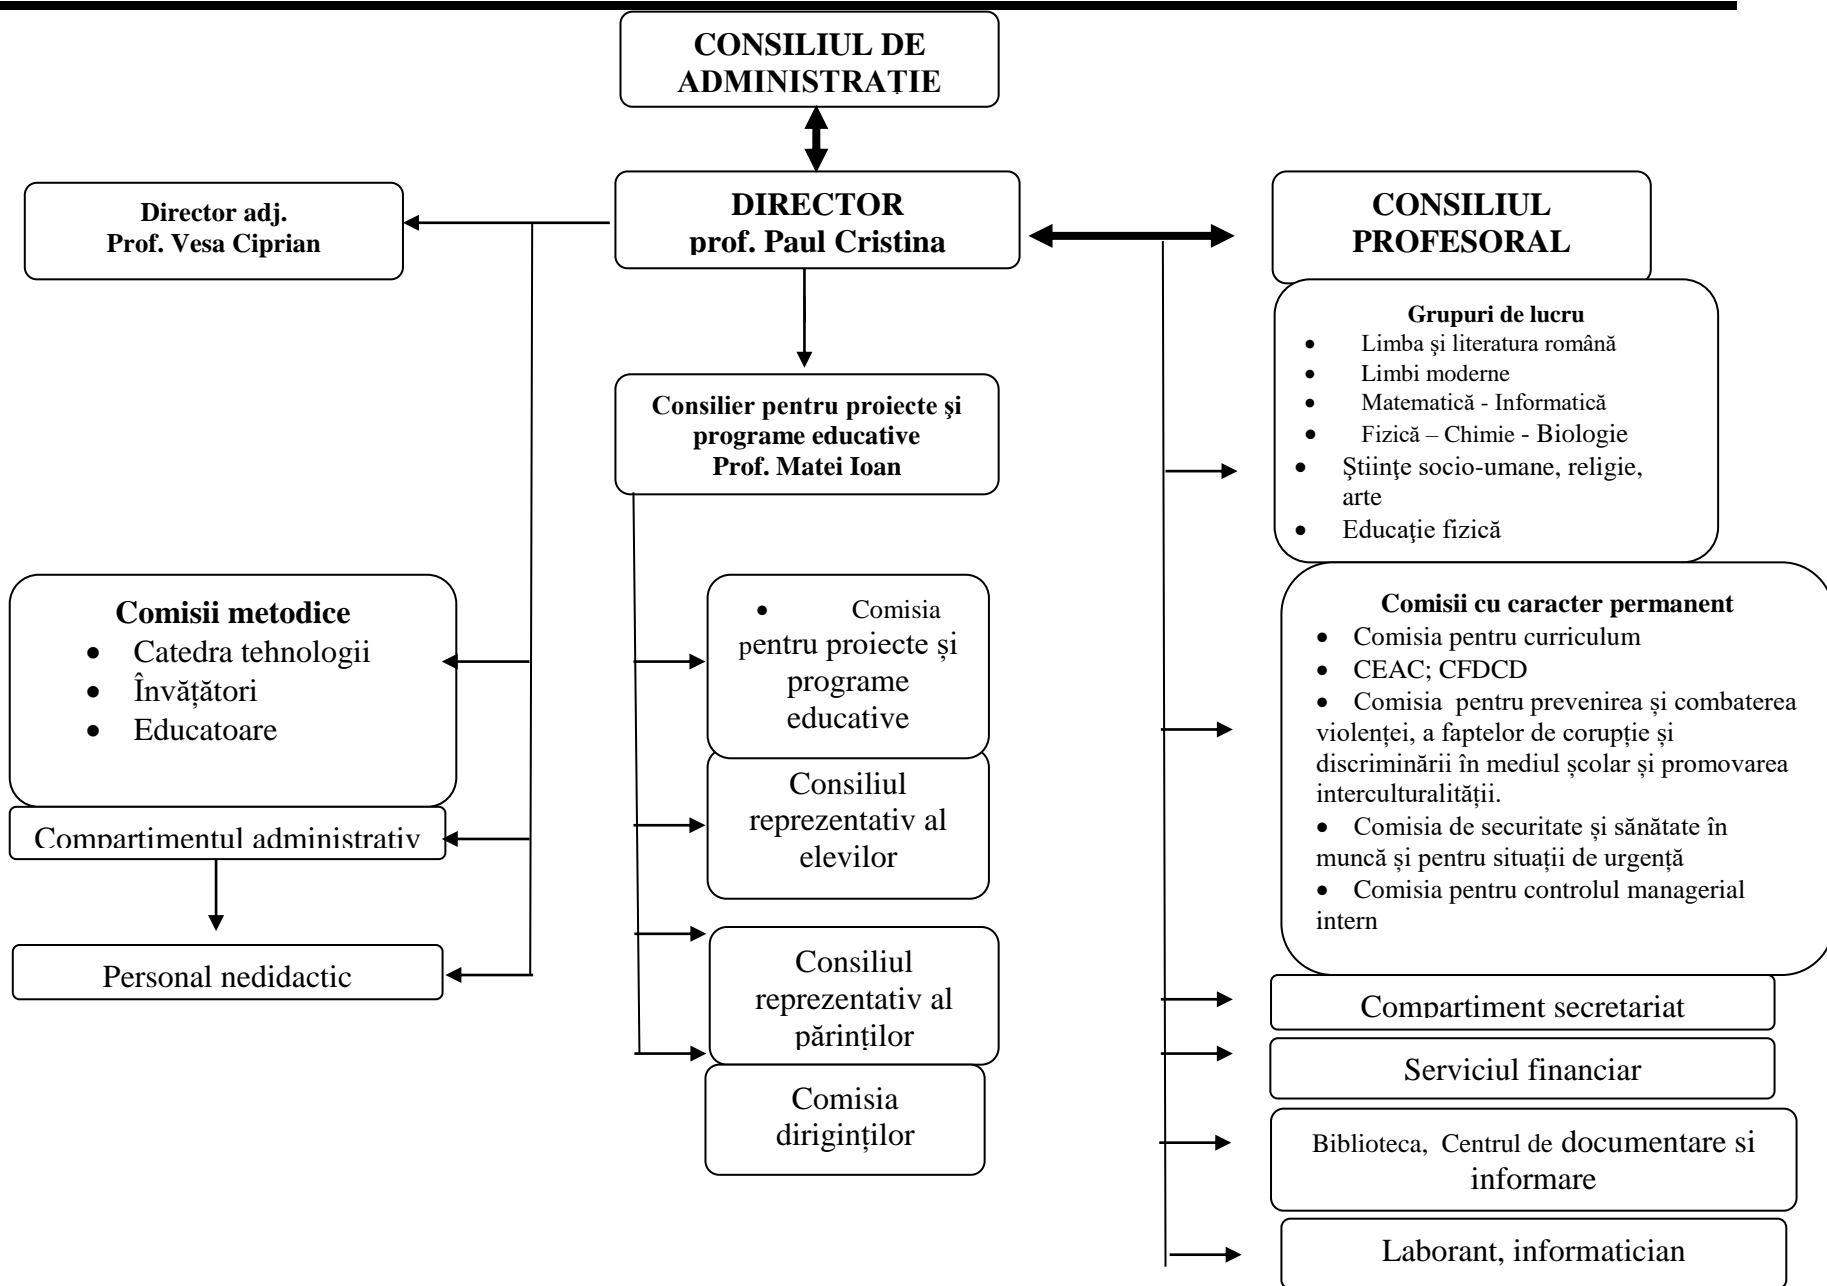 CONSILIUL DE
ADMINISTRAȚIE
Director adj.
Prof. Vesa Ciprian
DIRECTOR
prof. Paul Cristina
CONSILIUL
PROFESORAL
Grupuri de lucru
• Limba şi literatura română
• Limbi moderne
• Matematică - Informatică
• Fizică – Chimie - Biologie
• Ştiinţe socio-umane, religie,
arte
• Educaţie fizică
Consilier pentru proiecte şi
programe educative
Prof. Matei Ioan
Comisii metodice
• Catedra tehnologii
• Învățători
• Educatoare
Compartimentul administrativ
Personal nedidactic
• Comisia
pentru proiecte și
programe
educative
Consiliul
reprezentativ al
elevilor
Consiliul
reprezentativ al
părinților
Comisia
diriginților
Comisii cu caracter permanent
• Comisia pentru curriculum
• CEAC; CFDCD
• Comisia pentru prevenirea și combaterea
violenței, a faptelor de corupție și
discriminării în mediul școlar și promovarea
interculturalității.
• Comisia de securitate și sănătate în
muncă și pentru situații de urgență
• Comisia pentru controlul managerial
intern
Compartiment secretariat
Serviciul financiar
Biblioteca, Centrul de documentare si
informare
Laborant, informatician